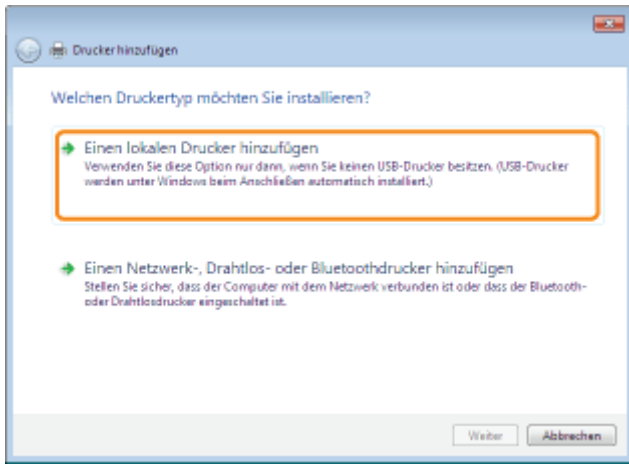 Drucker hinzufügen
Welchen Druckertyp möchten Sie installieren?
Einen lokalen Drucker hinzufügen
Verwenden Sie diese Option nur dann, wenn Sie keinen USB-Drucker besitzen. (USB-Drucker
werden unter Windows beim Anschließen automatisch installiert.)
Einen Netzwerk-, Drahtlos- oder Bluetoothdrucker hinzufügen
Stellen Sie sicher, dass der Computer mit dem Netzwerk verbunden ist oder dass der Bluetooth-
oder Drahtlosdrucker eingeschaltet ist.
Weiter Abbrechen